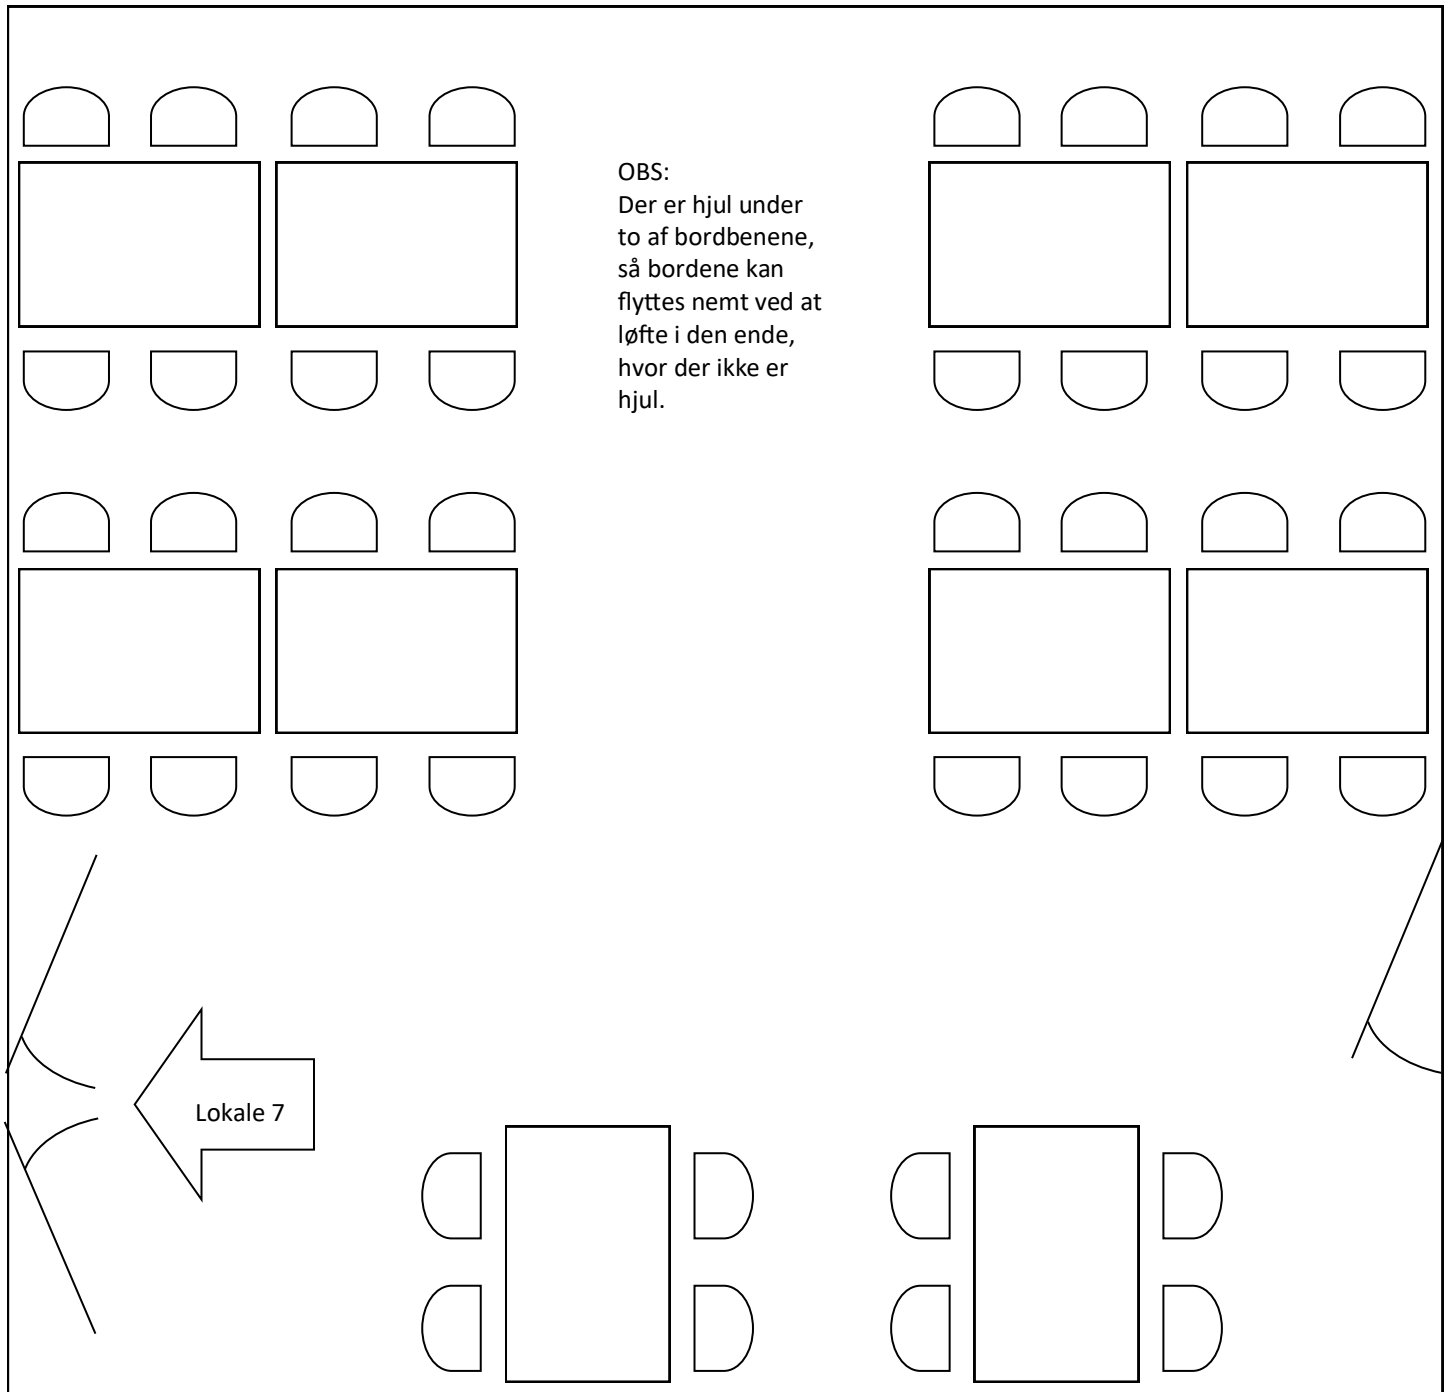 OBS:
Der er hjul under
to af bordbenene,
så bordene kan
flyttes nemt ved at
løfte i den ende,
hvor der ikke er
hjul.
Lokale 7